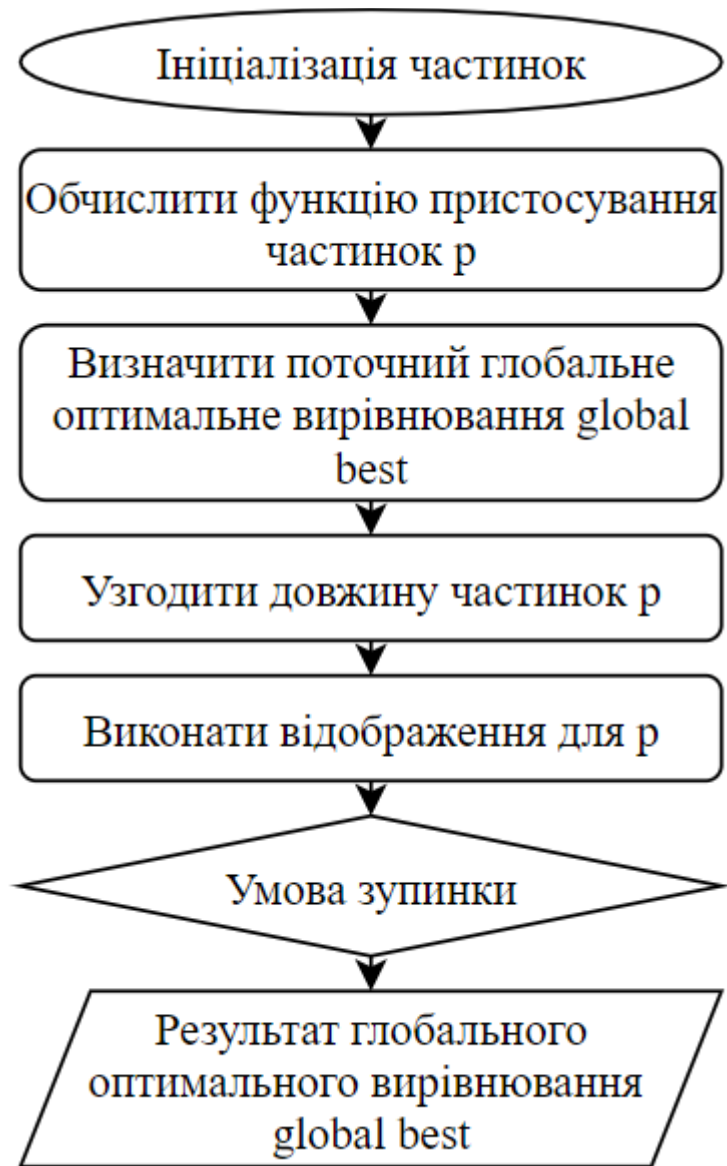 Ініціалізація частинок
Обчислити функцію пристосування
частинок p
Визначити поточний глобальне
оптимальне вирівнювання global
best
Узгодити довжину частинок p
Виконати відображення для p
Умова зупинки
Результат глобального
оптимального вирівнювання
global best